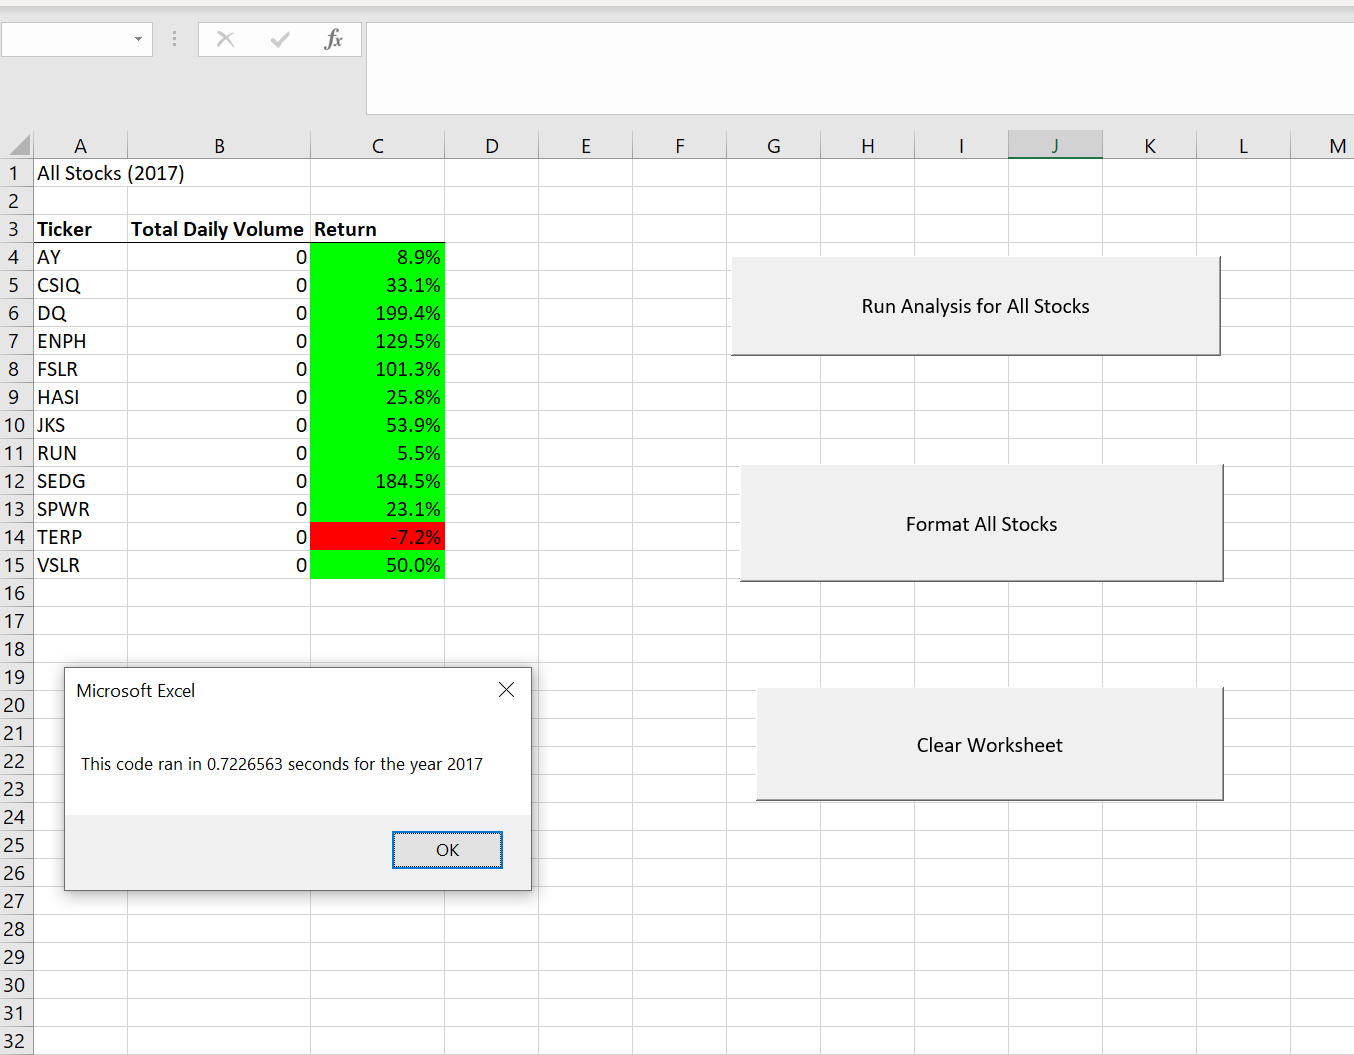 fx
A B C D E F G H I J K L M
1 All Stocks (2017)
2
3 Ticker Total Daily Volume Return
4 AY 0 8.9%
5 CSIQ 0 33.1%
6 DQ 0 199.4%
7 ENPH 0 129.5%
8 FSLR 0 101.3%
9 HASI 0 25.8%
10 JKS 0 53.9%
11 RUN 0 5.5%
12 SEDG 0 184.5%
13 SPWR 0 23.1%
14 TERP 0 -7.2%
15 VSLR 0 50.0%
16
17
18
19
20
21
22
23
24
25
26
27
28
29
30
31
32
Run Analysis for All Stocks
Format All Stocks
Clear Worksheet
Microsoft Excel
This code ran in 0.7226563 seconds for the year 2017
OK